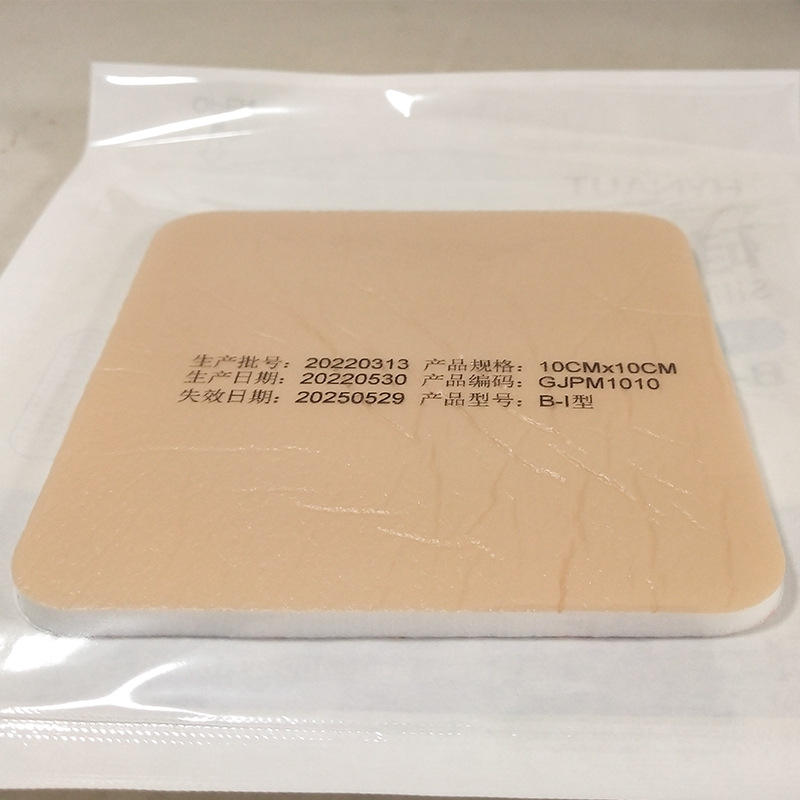 生产批号：20220313 产品规格：10CMx10CM
生产日期：20220530 产品编码：GJPM1010
失效日期：20250529 产品型号：B-I型
HYNAUT